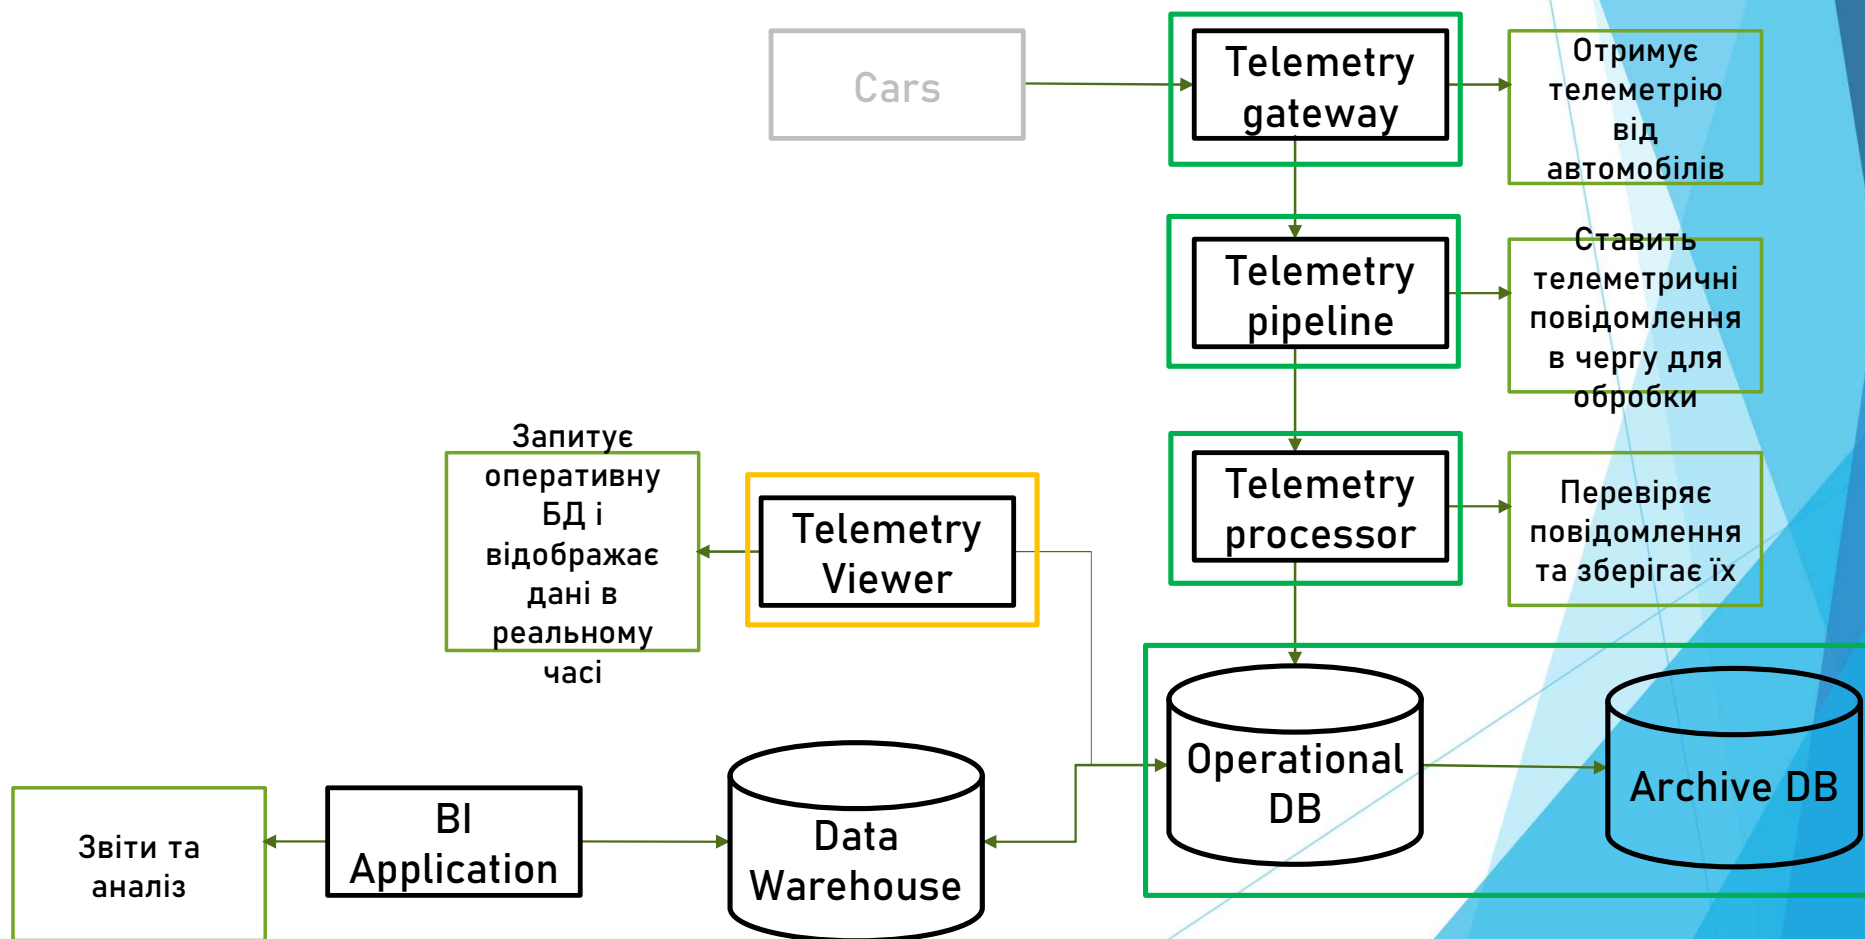 Cars
Telemetry
gateway
Отримує
телеметрію
від
автомобілів
Telemetry
pipeline
Ставить
телеметричні
повідомлення
в чергу для
обробки
Запитує
оперативну
БД і
відображає
дані в
реальному
часі
Telemetry
Viewer
Telemetry
processor
Перевіряє
повідомлення
та зберігає їх
Operational
DB
Archive DB
Звіти та
аналіз
BI
Application
Data
Warehouse